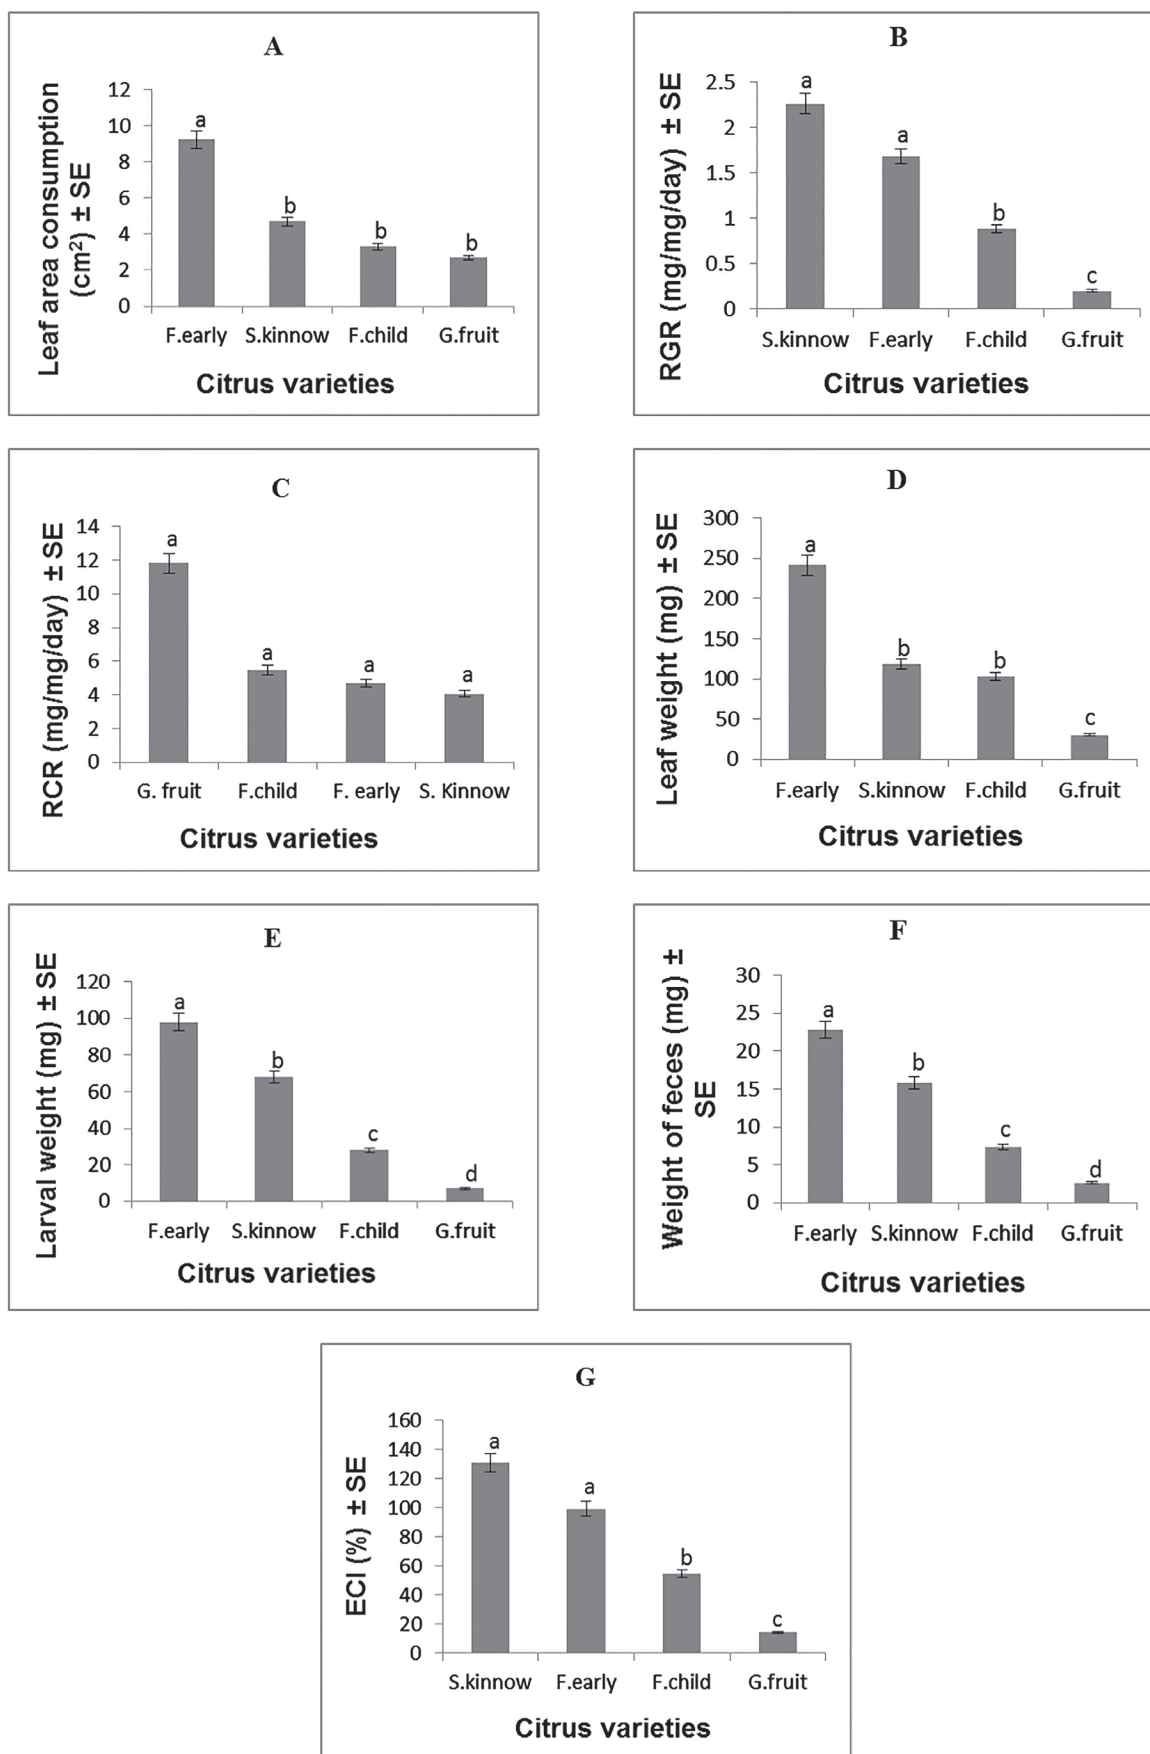 A
Leaf area consumption
(cm²) ± SE
12
10
8
6
4
2
0
a
b
b
b
F.early S.kinnow F.child G.fruit
Citrus varieties
B
RGR (mg/mg/day) ± SE
2.5
2
1.5
1
0.5
0
a
a
b
c
S.kinnow F.early F.child G.fruit
Citrus varieties
C
RCR (mg/mg/day) ± SE
14
12
10
8
6
4
2
0
a
a
a
a
G. fruit F.child F. early S. Kinnow
Citrus varieties
D
Leaf weight (mg) ± SE
300
250
200
150
100
50
0
a
b
b
c
F.early S.kinnow F.child G.fruit
Citrus varieties
E
Larval weight (mg) ± SE
120
100
80
60
40
20
0
a
b
c
d
F.early S.kinnow F.child G.fruit
Citrus varieties
F
Weight of feces (mg) ±
SE
30
25
20
15
10
5
0
a
b
c
d
F.early S.kinnow F.child G.fruit
Citrus varieties
G
ECI (%) ± SE
160
140
120
100
80
60
40
20
0
a
a
b
c
S.kinnow F.early F.child G.fruit
Citrus varieties